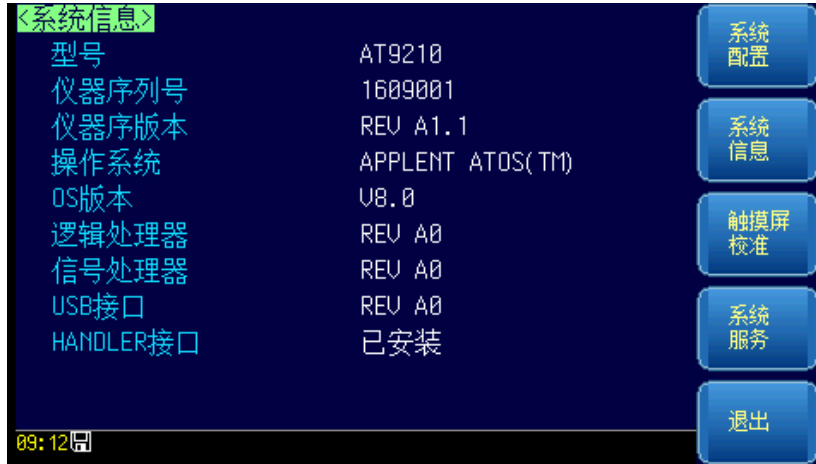 <系统信息>
型号 AT9210
仪器序列号 1609001
仪器序版本 REV A1.1
操作系统 APPLENT ATOS(TM)
OS版本 V8.0
逻辑处理器 REV A0
信号处理器 REV A0
USB接口 REV A0
HANDLER接口 已安装
09:12
系统
配置
系统
信息
触摸屏
校准
系统
服务
退出